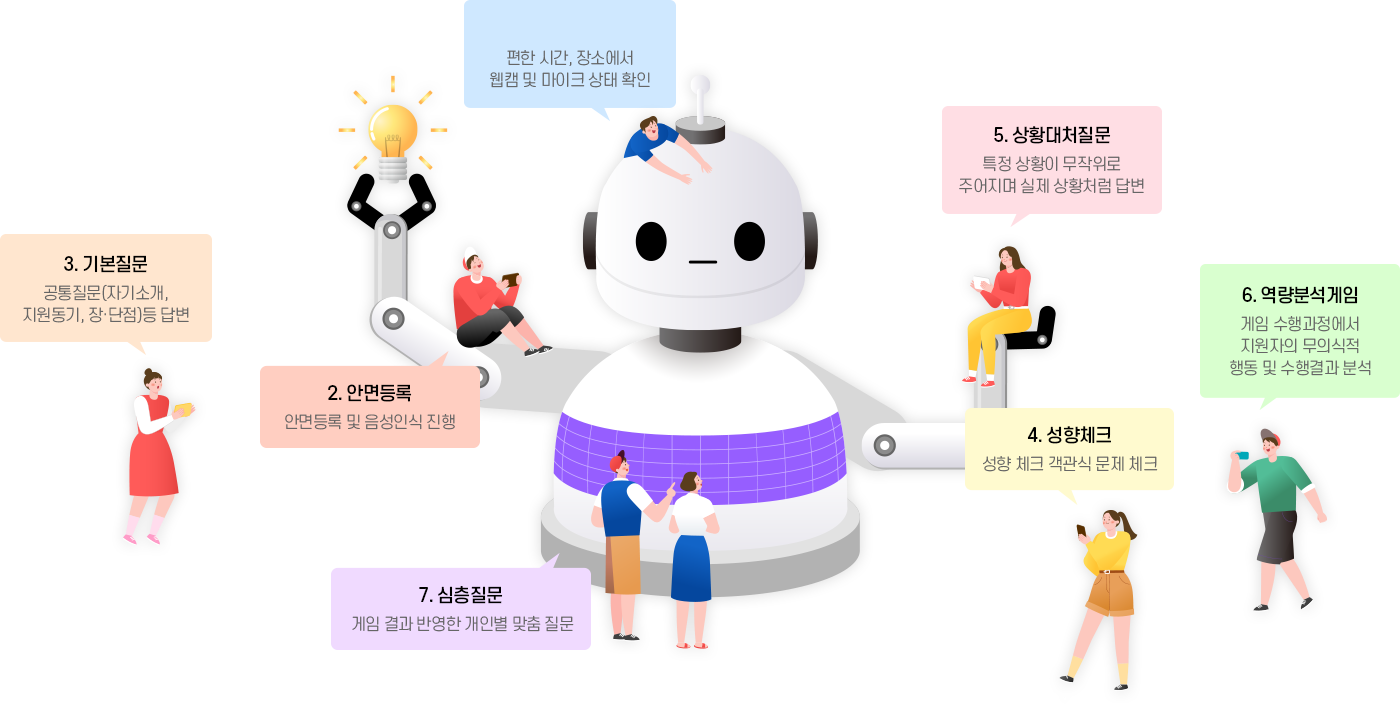 편한 시간, 장소에서
웹캠 및 마이크 상태 확인
2. 안면등록
안면등록 및 음성인식 진행
3. 기본질문
공통질문(자기소개,
지원동기, 장·단점)등 답변
4. 성향체크
성향 체크 객관식 문제 체크
5. 상황대처질문
특정 상황이 무작위로
주어지며 실제 상황처럼 답변
6. 역량분석게임
게임 수행과정에서
지원자의 무의식적
행동 및 수행결과 분석
7. 심층질문
게임 결과 반영한 개인별 맞춤 질문